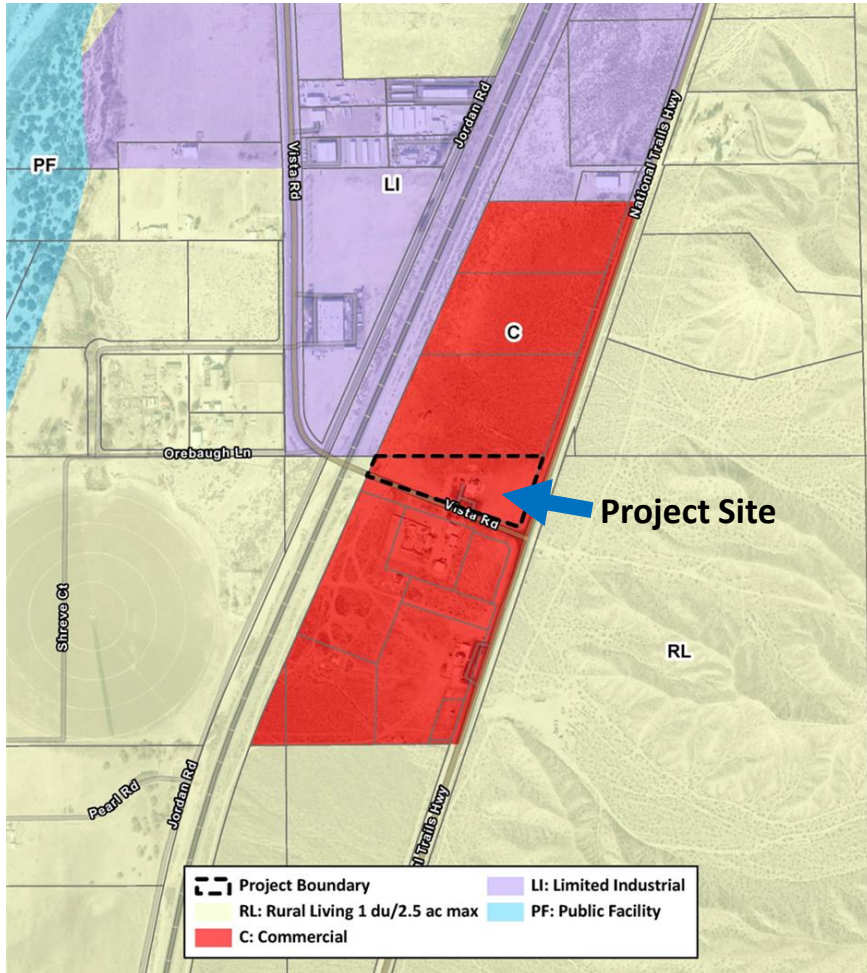 Jordan Rd
National Trails Hwy
PF
Vista Rd
LI
C
Orebaugh Ln
Vista Rd
Project Site
Shreve Ct
RL
Pearl Rd
Jordan Rd
l Trails Hwy
Project Boundary
RL: Rural Living 1 du/2.5 ac max
C: Commercial
LI: Limited Industrial
PF: Public Facility